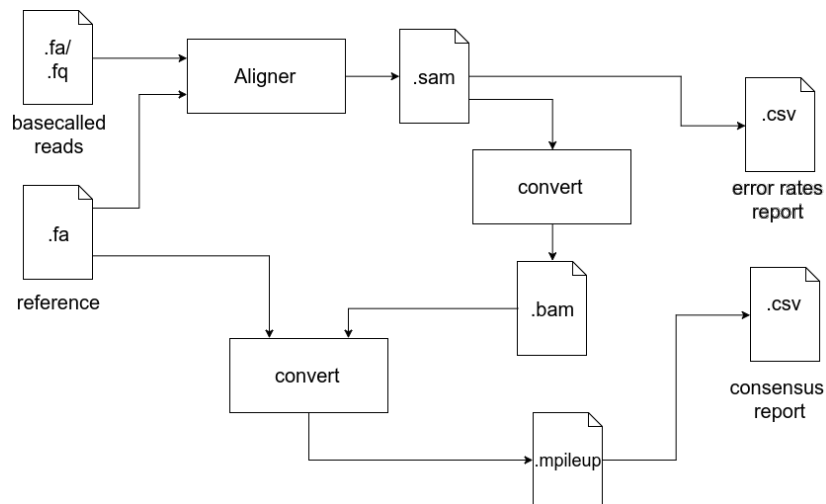 .fa/
.fq
basecalled
reads
Aligner
.sam
.csv
error rates
report
convert
.fa
reference
.bam
.csv
consensus
report
convert
.mpileup